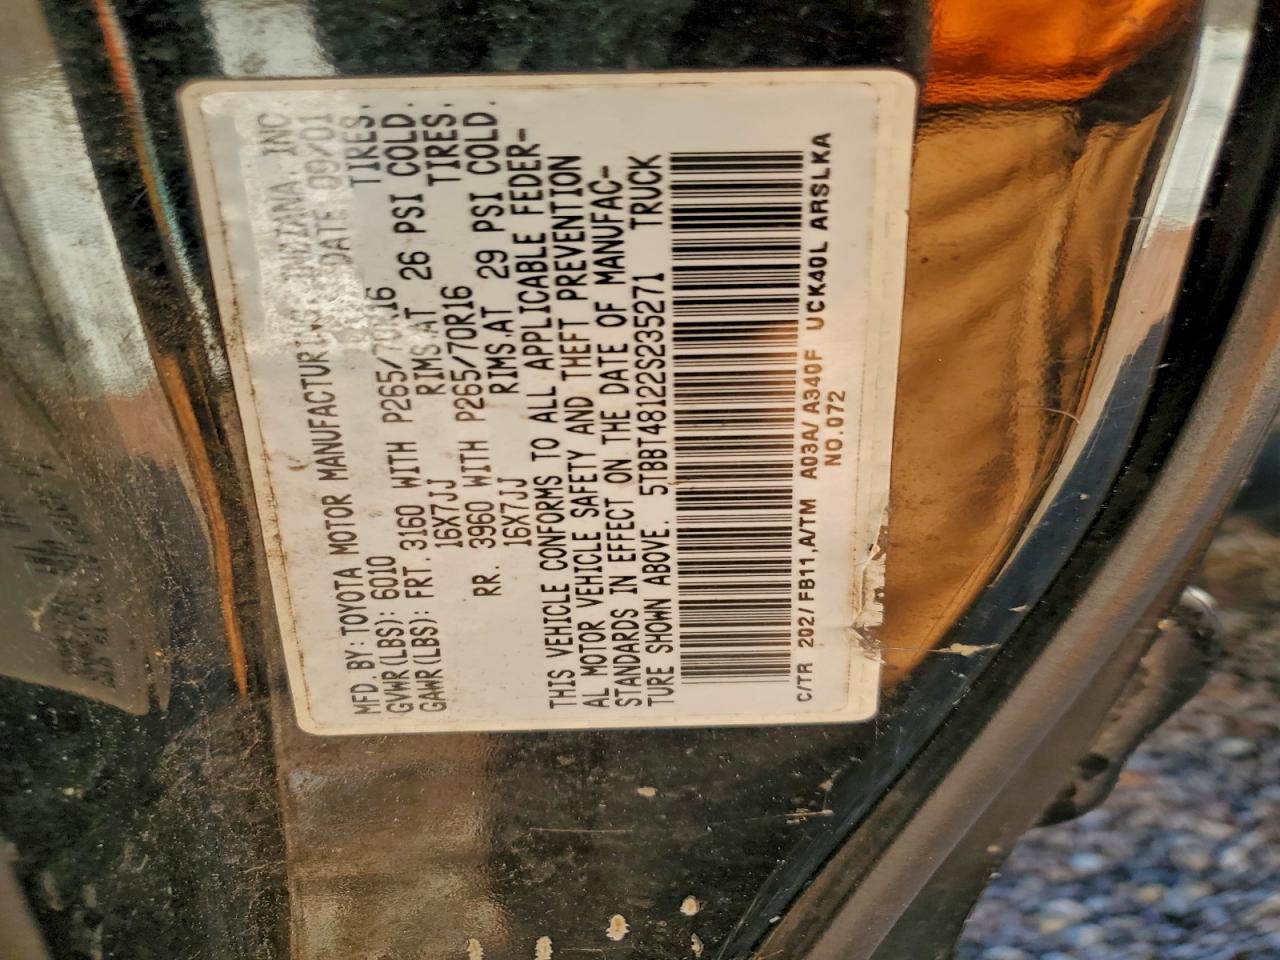 MFD. BY: TOYOTA MOTOR MANUFACTURING INDIANA, INC.
GVWR(LBS): 6010 DATE 09/01
GAWR(LBS): FRT. 3160 WITH P265/70R16 TIRES,
16X7JJ RIMS.AT 26 PSI COLD.
RR. 3960 WITH P265/70R16 TIRES,
16X7JJ RIMS.AT 29 PSI COLD.
THIS VEHICLE CONFORMS TO ALL APPLICABLE FEDER-
AL MOTOR VEHICLE SAFETY AND THEFT PREVENTION
STANDARDS IN EFFECT ON THE DATE OF MANUFAC-
TURE SHOWN ABOVE. 5TBBT48122S235271 TRUCK
C/TR 202/FB11,A/TM A03A/A340F UCK40L ARSLKA
NO.072